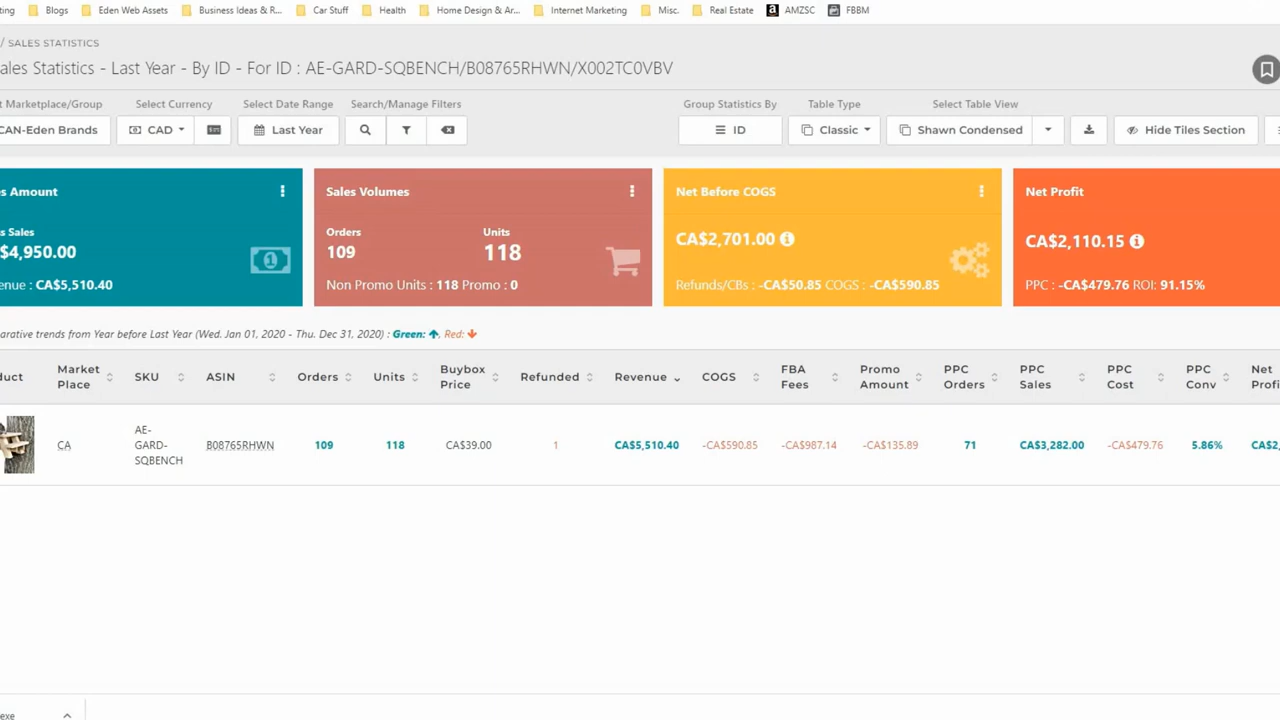 ting Blogs Eden Web Assets Business Ideas & R... Car Stuff Health Home Design & Ar... Internet Marketing Misc. Real Estate AMZSC FBBM
/ SALES STATISTICS
ales Statistics - Last Year - By ID - For ID : AE-GARD-SQBENCH/B08765RHWN/X002TC0VBV
t Marketplace/Group Select Currency Select Date Range Search/Manage Filters Group Statistics By Table Type Select Table View
CAN-Eden Brands CAD Last Year ID Classic Shawn Condensed Hide Tiles Section
s Amount Sales Volumes Net Before COGS Net Profit
s Sales Orders Units
$4,950.00 109 118 CA$2,701.00 CA$2,110.15
enue : CA$5,510.40 Non Promo Units : 118 Promo : 0 Refunds/CBs : -CA$50.85 COGS : -CA$590.85 PPC : -CA$479.76 ROI: 91.15%
arative trends from Year before Last Year (Wed. Jan 01, 2020 - Thu. Dec 31, 2020) : Green: , Red:
duct Market Place SKU ASIN Orders Units Buybox Price Refunded Revenue COGS FBA Fees Promo Amount PPC Orders PPC Sales PPC Cost PPC Conv Net Profi
CA AE-GARD-SQBENCH B08765RHWN 109 118 CA$39.00 1 CA$5,510.40 -CA$590.85 -CA$987.14 -CA$135.89 71 CA$3,282.00 -CA$479.76 5.86% CA$2,
exe